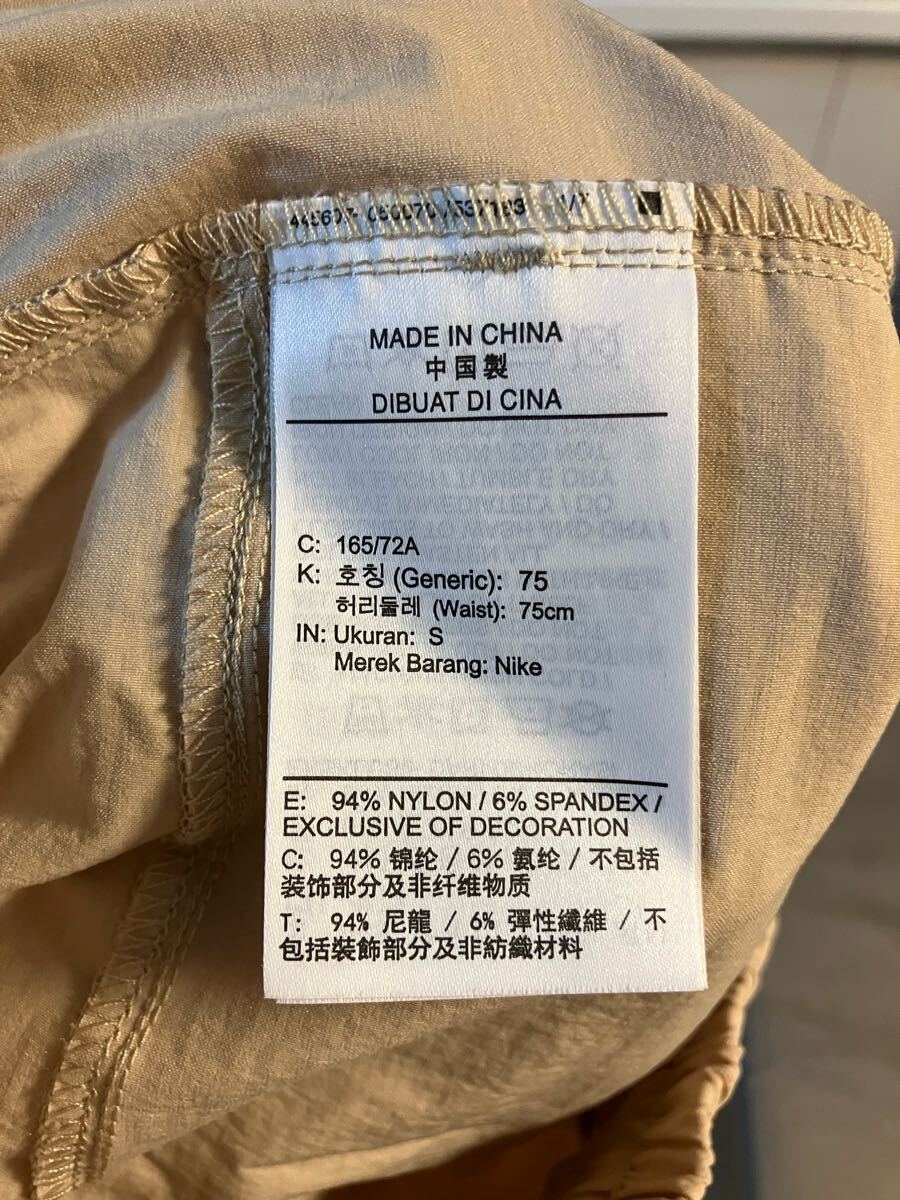 MADE IN CHINA
中国製
DIBUAT DI CINA
C: 165/72A
K: 호칭 (Generic): 75
허리둘레 (Waist): 75cm
IN: Ukuran: S
Merek Barang: Nike
E: 94% NYLON / 6% SPANDEX /
EXCLUSIVE OF DECORATION
C: 94% 锦纶 / 6% 氨纶 / 不包括
装饰部分及非纤维物质
T: 94% 尼龍 / 6% 彈性纖維 / 不
包括裝飾部分及非紡織材料